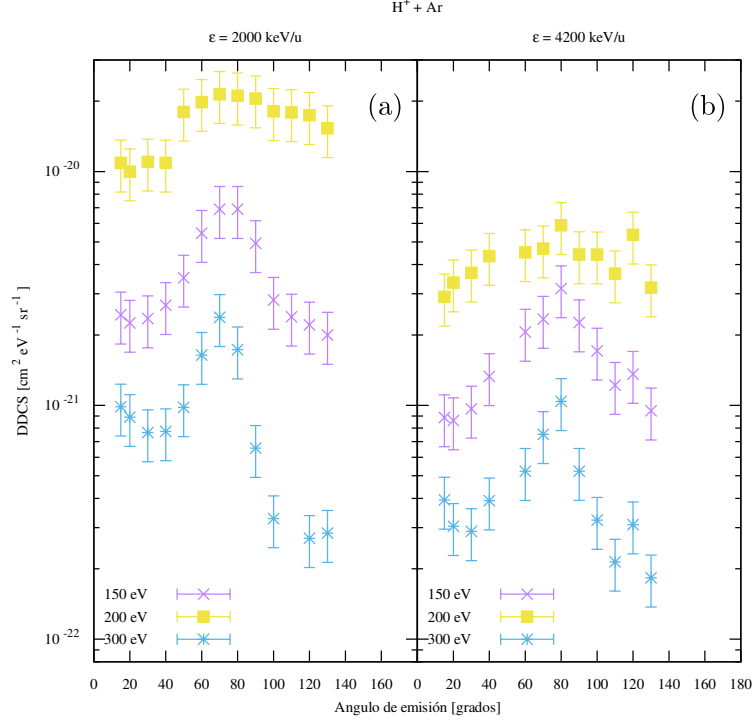 H⁺ + Ar
ε = 2000 keV/u
ε = 4200 keV/u
(a)
(b)
10⁻²⁰
10⁻²¹
10⁻²²
DDCS [cm² eV⁻¹ sr⁻¹]
150 eV
200 eV
300 eV
150 eV
200 eV
300 eV
0 20 40 60 80 100 120 140 160
0 20 40 60 80 100 120 140 160 180
Angulo de emisión [grados]